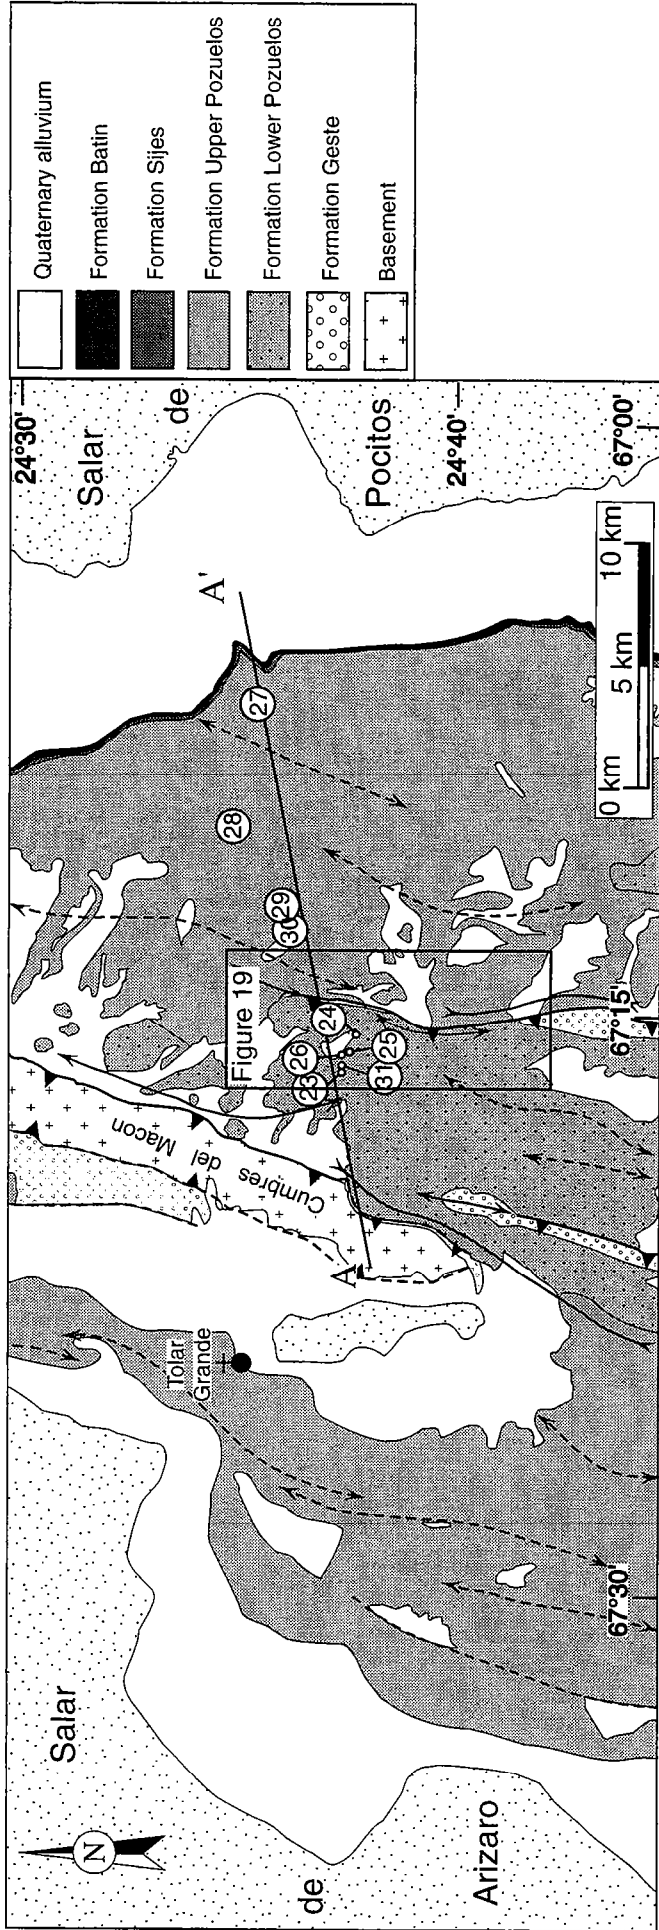 Quaternary alluvium
Formation Batin
Formation Sijes
Formation Upper Pozuelos
Formation Lower Pozuelos
Formation Geste
Basement
N
Salar
de
Arizaro
Tolar
Grande
Cumbres del Macon
Figure 19
A
A'
23
26
24
31
25
30
29
28
27
Salar
de
Pocitos
24°30'
24°40'
67°00'
67°15'
67°30'
0 km
5 km
10 km